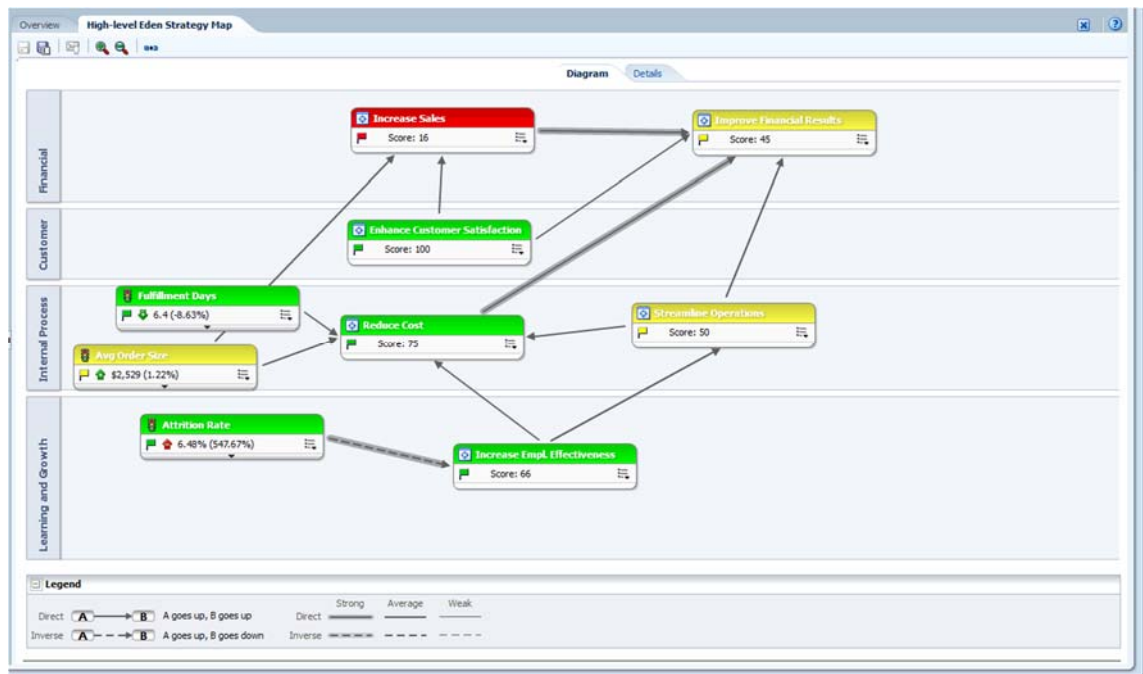 Overview High-level Eden Strategy Map
Diagram Details
Financial
Increase Sales
Score: 16
Improve Financial Results
Score: 45
Customer
Enhance Customer Satisfaction
Score: 100
Internal Process
Fulfillment Days
6.4 (-8.63%)
Reduce Cost
Score: 75
Streamline Operations
Score: 50
Avg Order Size
$2,529 (1.22%)
Learning and Growth
Attrition Rate
6.48% (547.67%)
Increase Empl. Effectiveness
Score: 66
Legend
Strong Average Weak
Direct A B A goes up, B goes up Direct
Inverse A B A goes up, B goes down Inverse